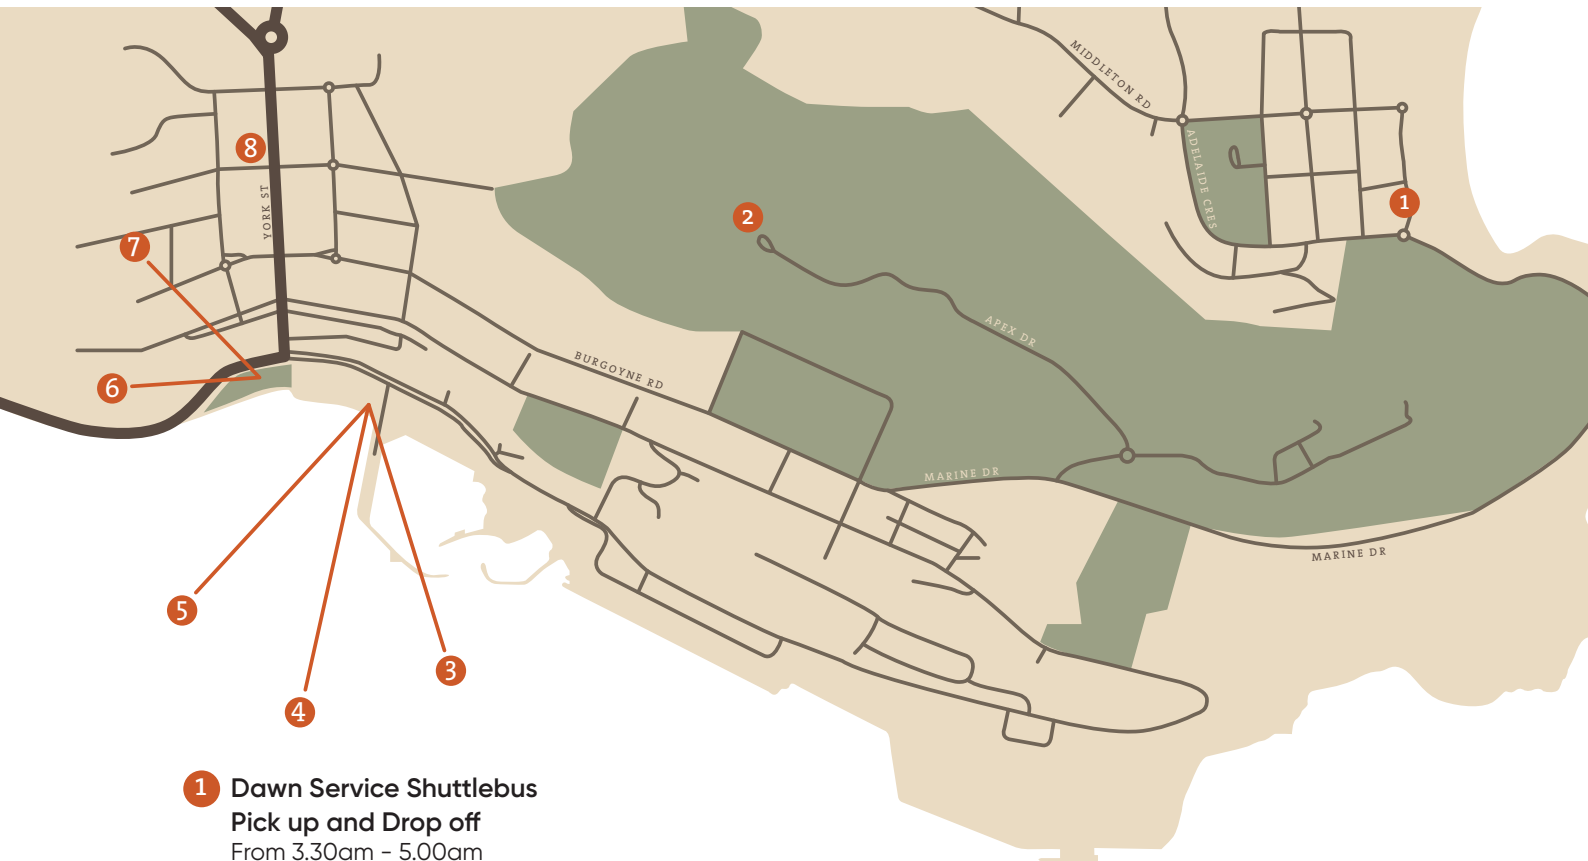 MIDDLETON RD
ADELAIDE CRES
8
1
YORK ST
2
7
APEX DR
BURGOYNE RD
6
MARINE DR
MARINE DR
5
3
4
1 Dawn Service Shuttlebus
Pick up and Drop off
From 3.30am - 5.00am